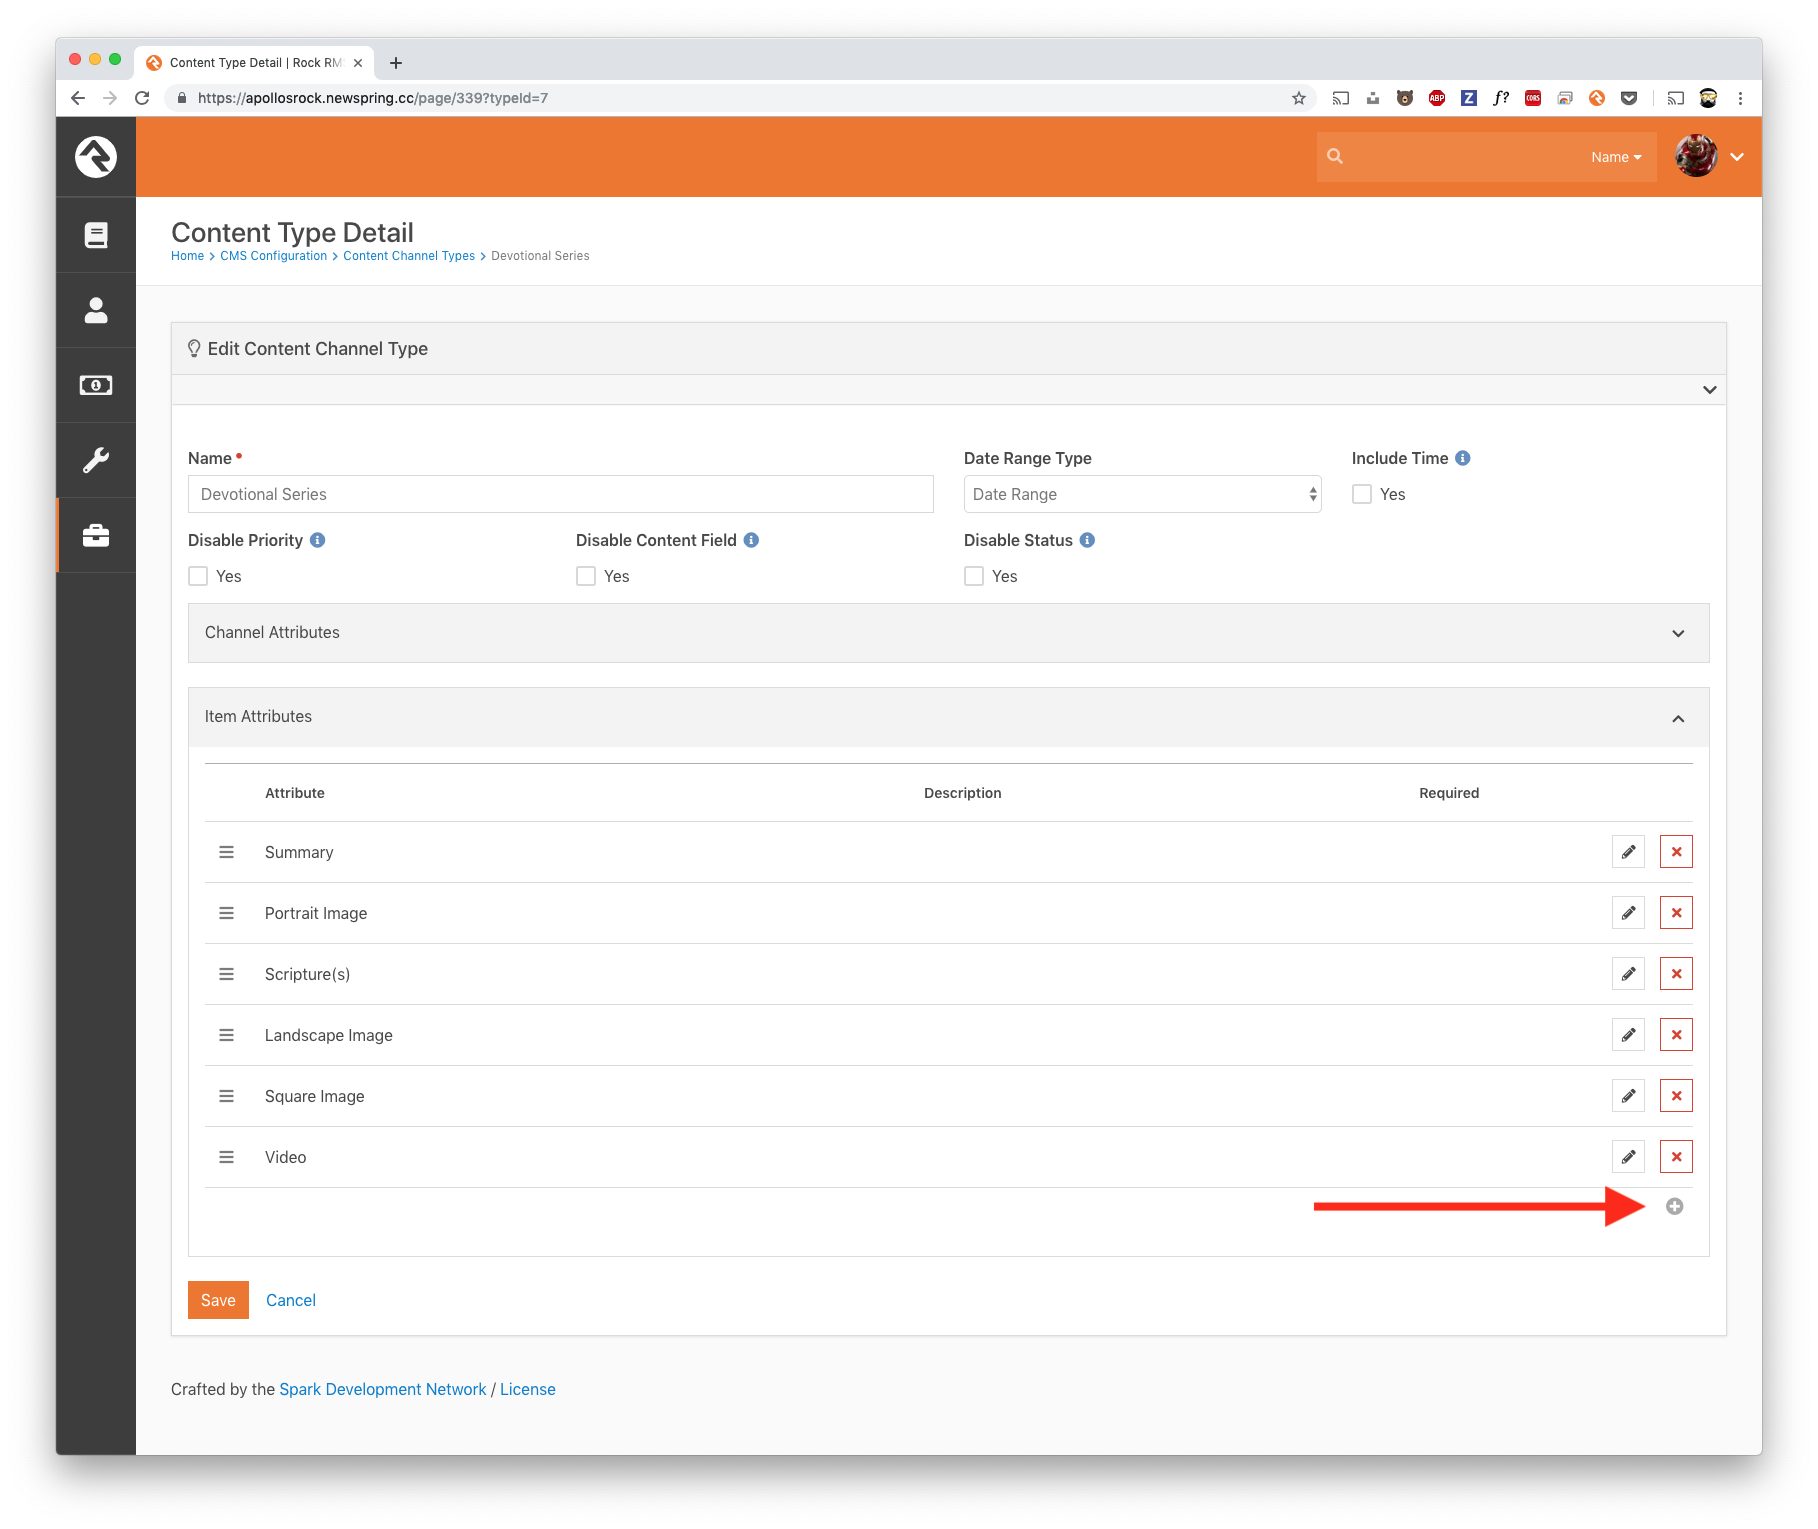 Content Type Detail | Rock RM
https://apollosrock.newspring.cc/page/339?typeId=7
ABP
Z
f?
CORS
Name
Content Type Detail
Home > CMS Configuration > Content Channel Types > Devotional Series
Edit Content Channel Type
Name
Date Range Type
Include Time
Devotional Series
Date Range
Yes
Disable Priority
Disable Content Field
Disable Status
Yes
Yes
Yes
Channel Attributes
Item Attributes
Attribute
Description
Required
Summary
Portrait Image
Scripture(s)
Landscape Image
Square Image
Video
Save
Cancel
Crafted by the Spark Development Network / License